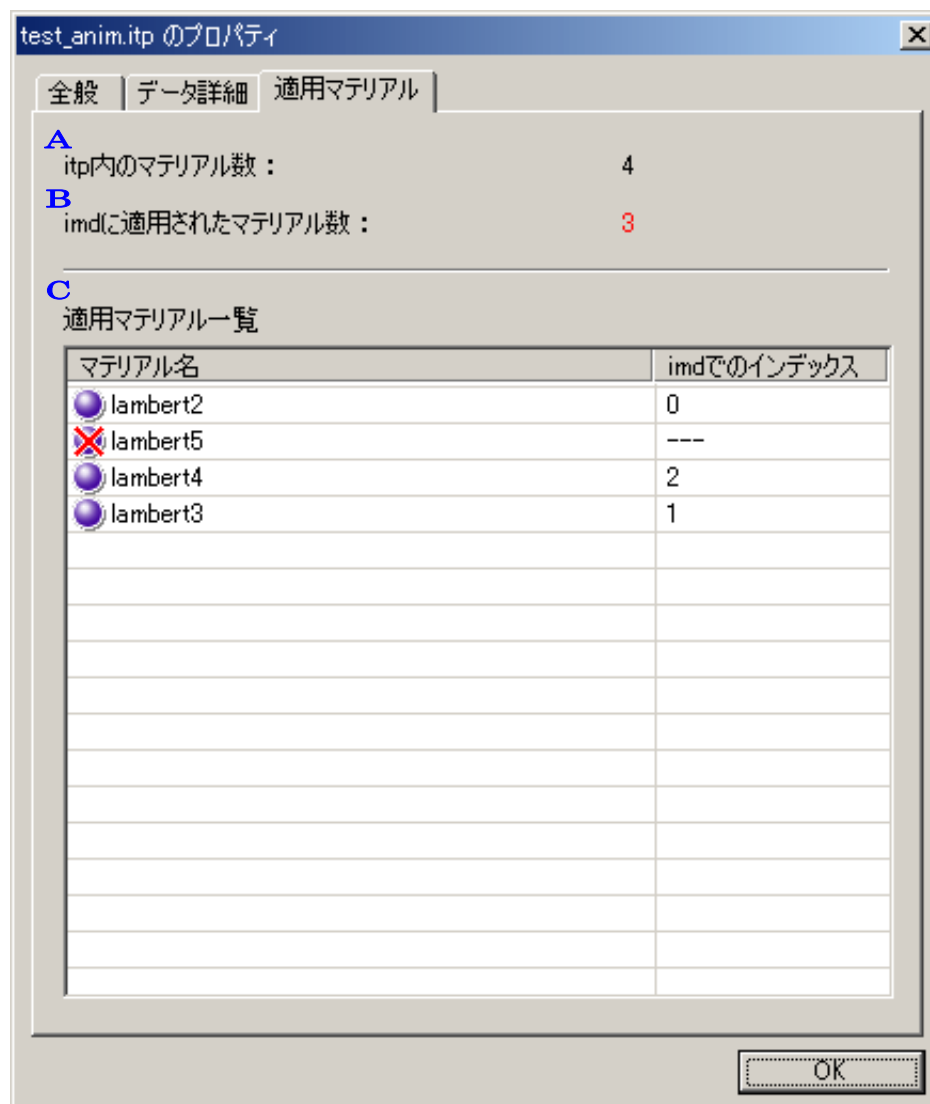 test_anim.itp のプロパティ
全般 データ詳細 適用マテリアル
A
itp内のマテリアル数： 4
B
imdに適用されたマテリアル数： 3
C
適用マテリアル一覧
マテリアル名 imdでのインデックス
lambert2 0
lambert5 ---
lambert4 2
lambert3 1
OK